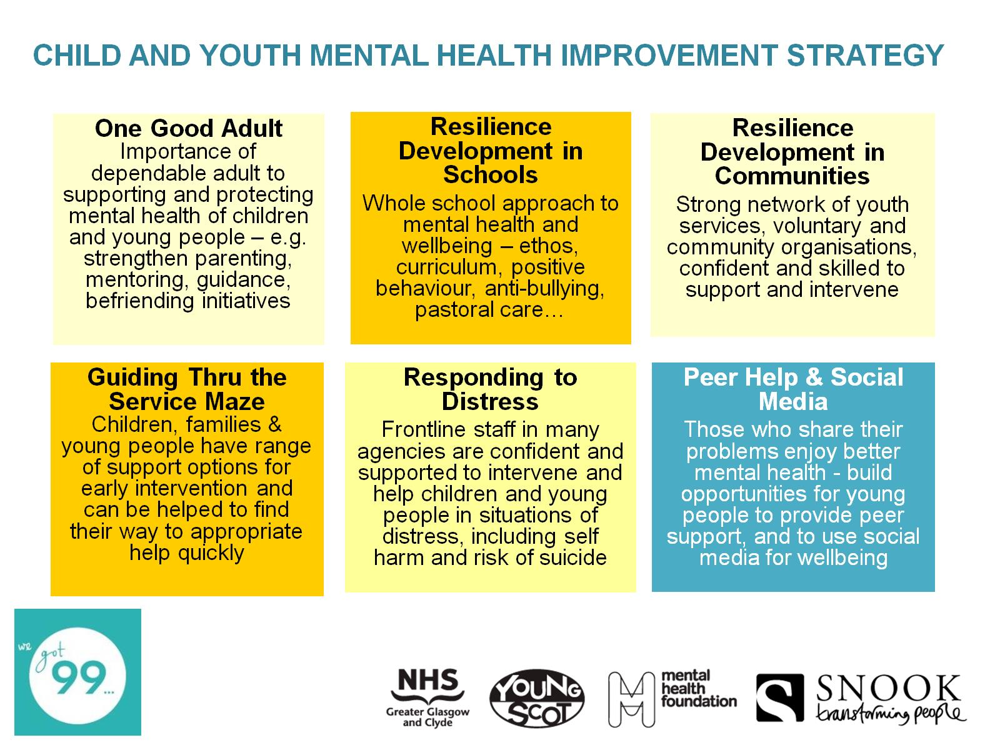 CHILD AND YOUTH MENTAL HEALTH IMPROVEMENT STRATEGY
One Good Adult
Importance of
dependable adult to
supporting and protecting
mental health of children
and young people – e.g.
strengthen parenting,
mentoring, guidance,
befriending initiatives
Resilience
Development in
Schools
Whole school approach to
mental health and
wellbeing – ethos,
curriculum, positive
behaviour, anti-bullying,
pastoral care…
Resilience
Development in
Communities
Strong network of youth
services, voluntary and
community organisations,
confident and skilled to
support and intervene
Guiding Thru the
Service Maze
Children, families &
young people have range
of support options for
early intervention and
can be helped to find
their way to appropriate
help quickly
Responding to
Distress
Frontline staff in many
agencies are confident and
supported to intervene and
help children and young
people in situations of
distress, including self
harm and risk of suicide
Peer Help & Social
Media
Those who share their
problems enjoy better
mental health - build
opportunities for young
people to provide peer
support, and to use social
media for wellbeing
we
got
99...
NHS
Greater Glasgow
and Clyde
YOUNG
SCOT
mental
health
foundation
SNOOK
transforming people